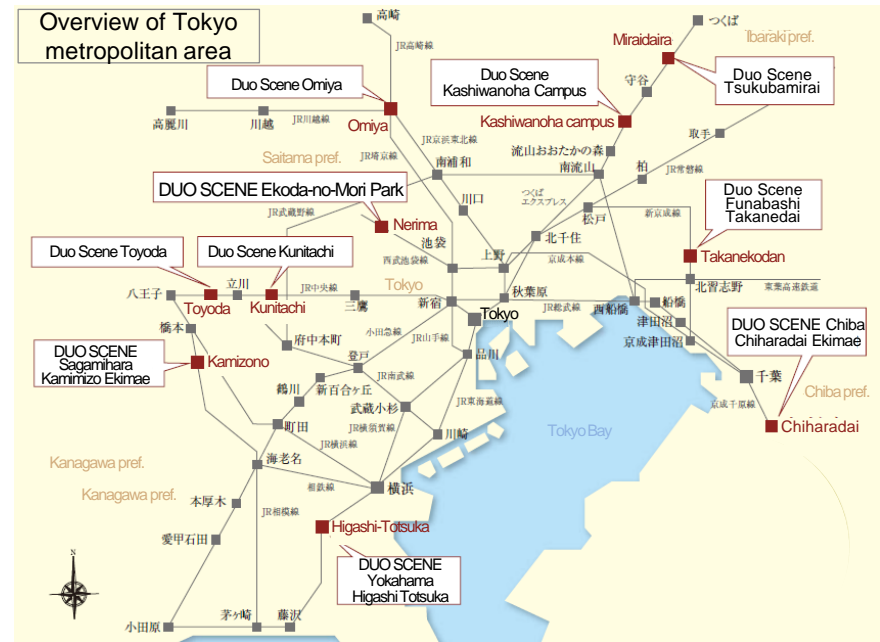 Overview of Tokyo
metropolitan area
高崎
つくば
JR高崎線
Miraidaira
Ibaraki pref.
Duo Scene Omiya
Duo Scene
Kashiwanoha Campus
守谷
Duo Scene
Tsukubamirai
高麗川
川越
JR川越線
Omiya
Kashiwanoha campus
取手
JR京浜東北線
Saitama pref.
JR埼京線
南浦和
流山おおたかの森
南流山
柏
JR常磐線
DUO SCENE Ekoda-no-Mori Park
つくば
エクスプレス
Duo Scene
Funabashi
Takanedai
JR武蔵野線
川口
松戸
新京成線
Nerima
池袋
北千住
Duo Scene Toyoda
Duo Scene Kunitachi
西武池袋線
上野
京成本線
Takanekodan
八王子
立川
JR中央線
Tokyo
北習志野
東葉高速鉄道
Toyoda
Kunitachi
三鷹
新宿
秋葉原
JR総武線
西船橋
船橋
橋本
小田急線
Tokyo
津田沼
DUO SCENE Chiba
Chiharadai Ekimae
DUO SCENE
Sagamihara
Kamimizo Ekimae
Kamizono
府中本町
登戸
JR山手線
品川
京成津田沼
千葉
鶴川
新百合ヶ丘
JR南武線
Chiba pref.
武蔵小杉
JR東海道線
京成千原線
町田
JR横須賀線
JR横浜線
川崎
Tokyo Bay
Chiharadai
Kanagawa pref.
海老名
相鉄線
横浜
Kanagawa pref.
本厚木
JR相模線
Higashi-Totsuka
愛甲石田
N
DUO SCENE
Yokahama
Higashi Totsuka
小田原
茅ヶ崎
藤沢